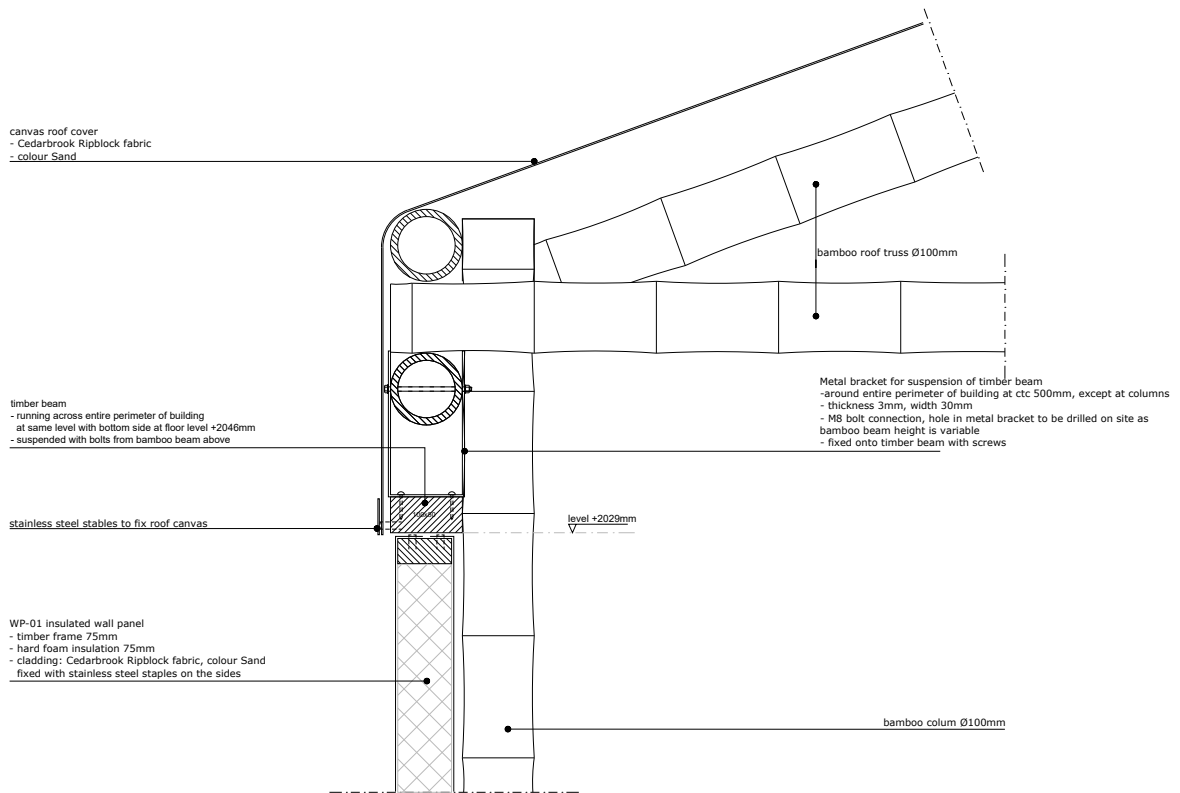 canvas roof cover
- Cedarbrook Ripblock fabric
- colour Sand
bamboo roof truss Ø100mm
Metal bracket for suspension of timber beam
-around entire perimeter of building at ctc 500mm, except at columns
- thickness 3mm, width 30mm
- M8 bolt connection, hole in metal bracket to be drilled on site as
bamboo beam height is variable
- fixed onto timber beam with screws
timber beam
- running across entire perimeter of building
at same level with bottom side at floor level +2046mm
- suspended with bolts from bamboo beam above
100x50
level +2029mm
stainless steel stables to fix roof canvas
WP-01 insulated wall panel
- timber frame 75mm
- hard foam insulation 75mm
- cladding: Cedarbrook Ripblock fabric, colour Sand
fixed with stainless steel staples on the sides
bamboo colum Ø100mm